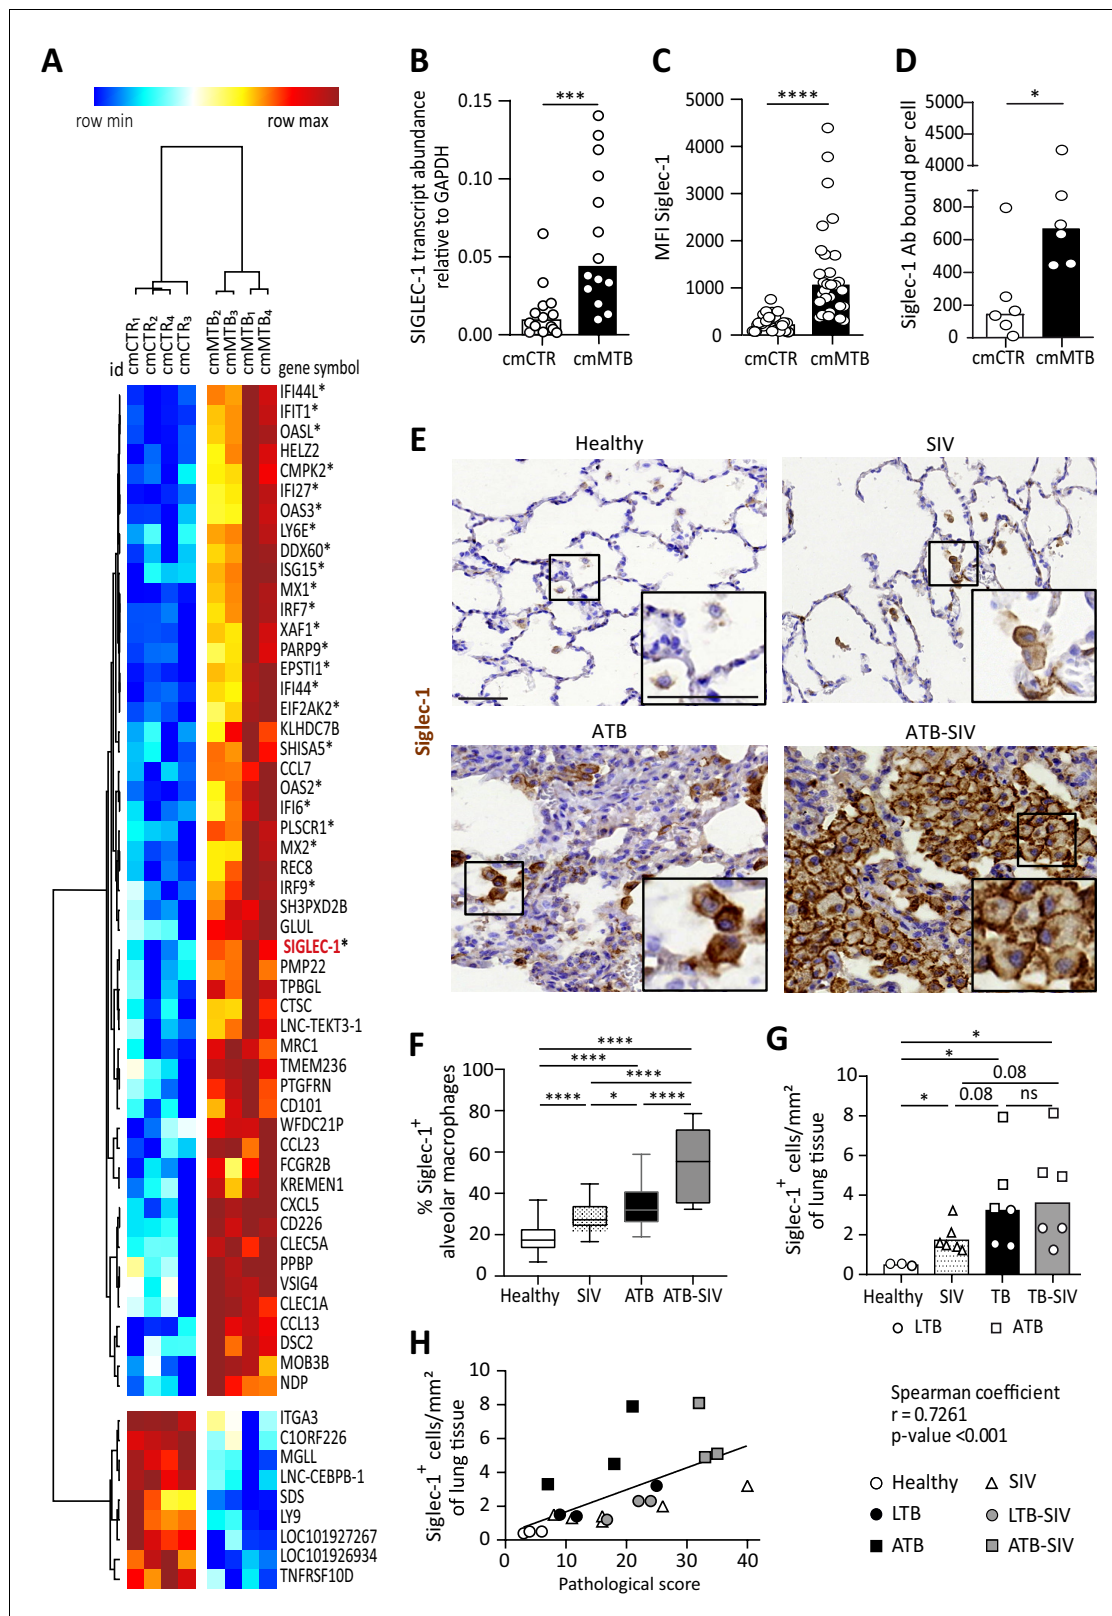 A
row min
row max
cmCTR1
cmCTR2
cmCTR4
cmCTR3
cmMTB2
cmMTB3
cmMTB1
cmMTB4
id
gene symbol
IFI44L*
IFIT1*
OASL*
HELZ2
CMPK2*
IFI27*
OAS3*
LY6E*
DDX60*
ISG15*
MX1*
IRF7*
XAF1*
PARP9*
EPSTI1*
IFI44*
EIF2AK2*
KLHDC7B
SHISA5*
CCL7
OAS2*
IFI6*
PLSCR1*
MX2*
REC8
IRF9*
SH3PXD2B
GLUL
SIGLEC-1*
PMP22
TPBGL
CTSC
LNC-TEKT3-1
MRC1
TMEM236
PTGFRN
CD101
WFDC21P
CCL23
FCGR2B
KREMEN1
CXCL5
CD226
CLEC5A
PPBP
VSIG4
CLEC1A
CCL13
DSC2
MOB3B
NDP
ITGA3
C1ORF226
MGLL
LNC-CEBPB-1
SDS
LY9
LOC101927267
LOC101926934
TNFRSF10D
B
SIGLEC-1 transcript abundance
relative to GAPDH
0.15
0.10
0.05
0.00
***
cmCTR
cmMTB
C
MFI Siglec-1
5000
4000
3000
2000
1000
0
****
cmCTR
cmMTB
D
Siglec-1 Ab bound per cell
5000
4500
4000
800
600
400
200
0
*
cmCTR
cmMTB
E
Siglec-1
Healthy
SIV
ATB
ATB-SIV
F
% Siglec-1+
alveolar macrophages
100
80
60
40
20
0
****
****
****
****
*
****
Healthy
SIV
ATB
ATB-SIV
G
Siglec-1+ cells/mm²
of lung tissue
10
8
6
4
2
0
*
*
0.08
*
0.08
ns
Healthy
SIV
TB
TB-SIV
LTB
ATB
H
Siglec-1+ cells/mm²
of lung tissue
10
8
6
4
2
0
0
10
20
30
40
Pathological score
Spearman coefficient
r = 0.7261
p-value <0.001
Healthy
SIV
LTB
LTB-SIV
ATB
ATB-SIV